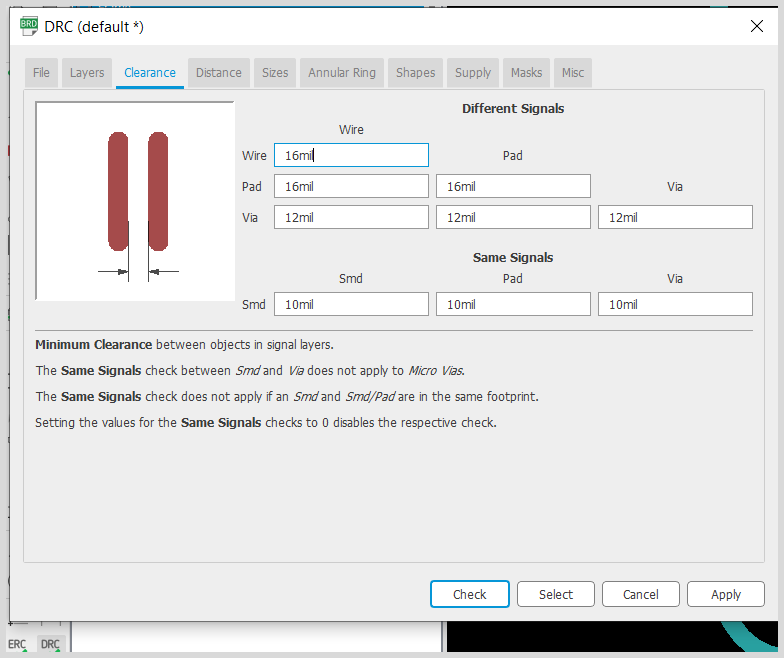 BRD DRC (default *)
File Layers Clearance Distance Sizes Annular Ring Shapes Supply Masks Misc
Different Signals
Wire
Wire 16mil Pad
Pad 16mil 16mil Via
Via 12mil 12mil 12mil
Same Signals
Smd Pad Via
Smd 10mil 10mil 10mil
Minimum Clearance between objects in signal layers.
The Same Signals check between Smd and Via does not apply to Micro Vias.
The Same Signals check does not apply if an Smd and Smd/Pad are in the same footprint.
Setting the values for the Same Signals checks to 0 disables the respective check.
Check Select Cancel Apply
ERC DRC